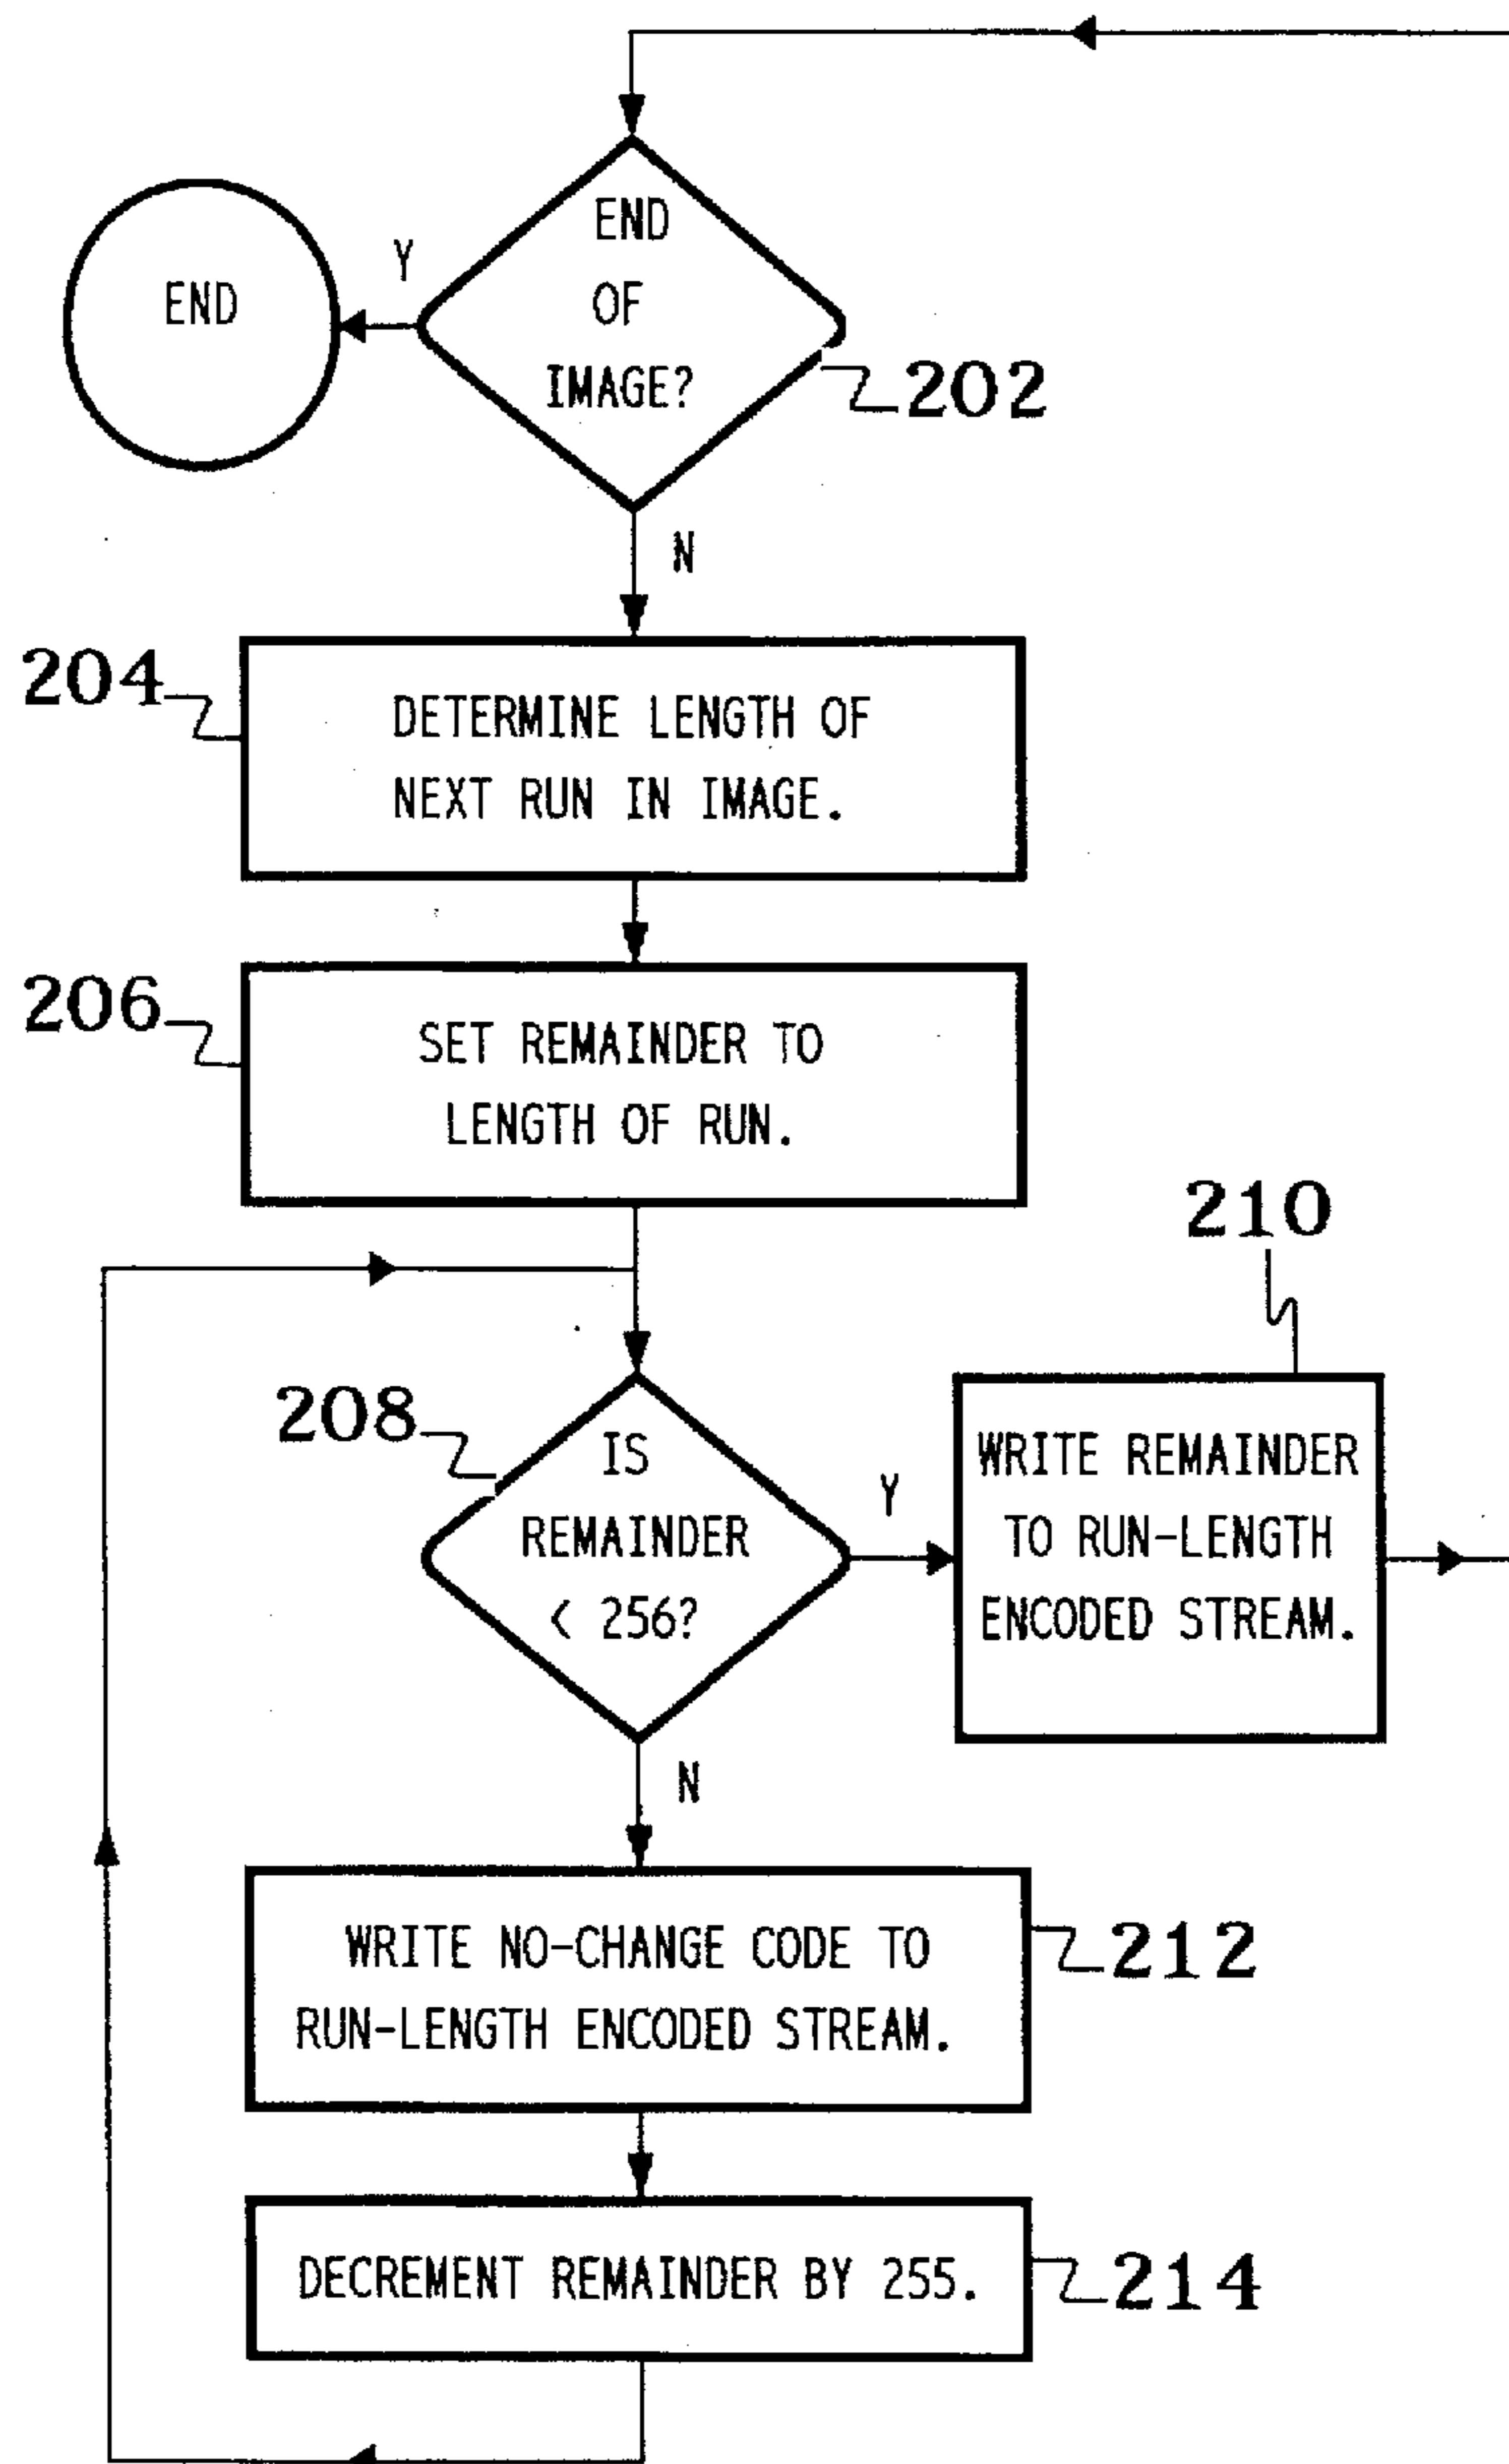 END
OF
IMAGE?
Y
END
202
N
204
DETERMINE LENGTH OF
NEXT RUN IN IMAGE.
206
SET REMAINDER TO
LENGTH OF RUN.
210
208
IS
REMAINDER
< 256?
Y
WRITE REMAINDER
TO RUN-LENGTH
ENCODED STREAM.
N
WRITE NO-CHANGE CODE TO
RUN-LENGTH ENCODED STREAM.
212
DECREMENT REMAINDER BY 255.
214